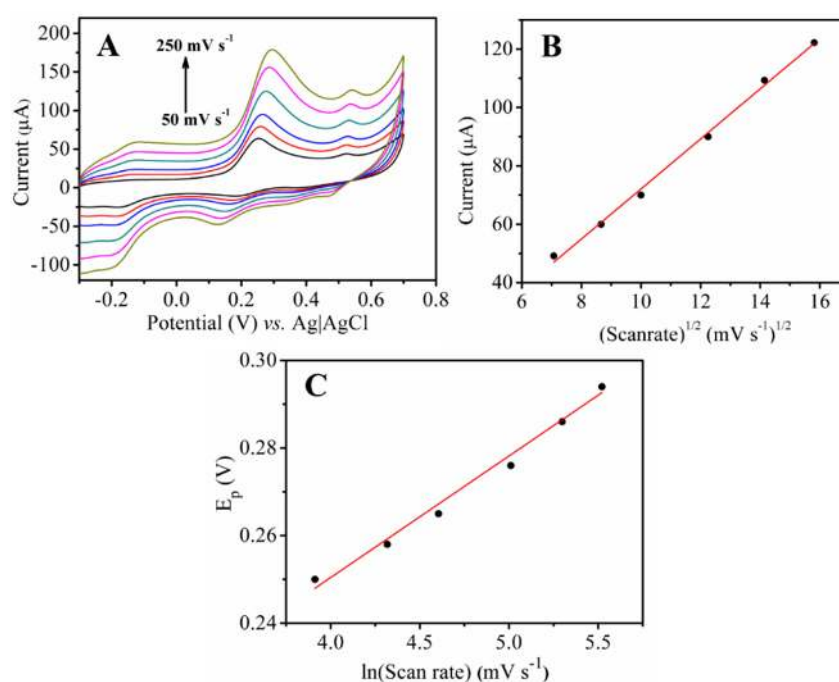 A
250 mV s⁻¹
50 mV s⁻¹
200
150
100
50
0
-50
-100
Current (μA)
-0.2 0.0 0.2 0.4 0.6 0.8
Potential (V) vs. Ag|AgCl
B
120
100
80
60
40
Current (μA)
6 8 10 12 14 16
(Scanrate)^1/2 (mV s⁻¹)^1/2
C
0.30
0.28
0.26
0.24
E_p (V)
4.0 4.5 5.0 5.5
ln(Scan rate) (mV s⁻¹)